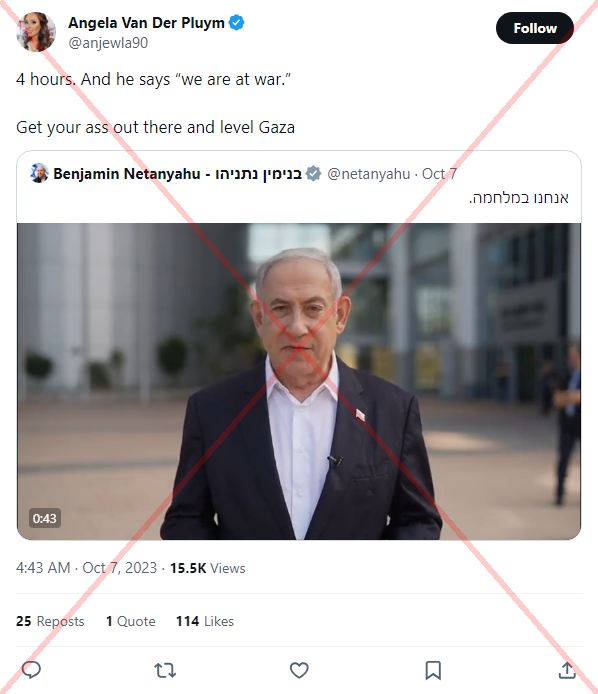 Angela Van Der Pluym
@anjewla90
Follow
4 hours. And he says “we are at war.”
Get your ass out there and level Gaza
Benjamin Netanyahu - בנימין נתניהו @netanyahu · Oct 7
אנחנו במלחמה.
0:43
4:43 AM · Oct 7, 2023 · 15.5K Views
25 Reposts 1 Quote 114 Likes